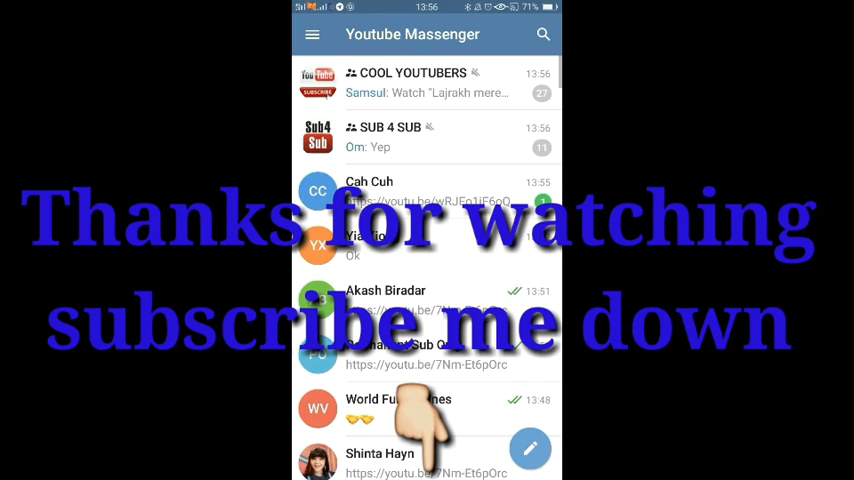 13:56
71%
Youtube Massenger
You Tube
SUBSCRIBE
COOL YOUTUBERS
13:56
Samsul: Watch "Lajrakh mere...
27
Sub4
Sub
SUB 4 SUB
13:56
Om: Yep
11
CC
Cah Cuh
13:55
1
Thanks for watching
YX
Ok
Akash Biradar
13:51
subscribe me down
https://youtu.be/7Nm-Et6pOrc
WV
World
13:48
Shinta Hayn
https://youtu.be/7Nm-Et6pOrc